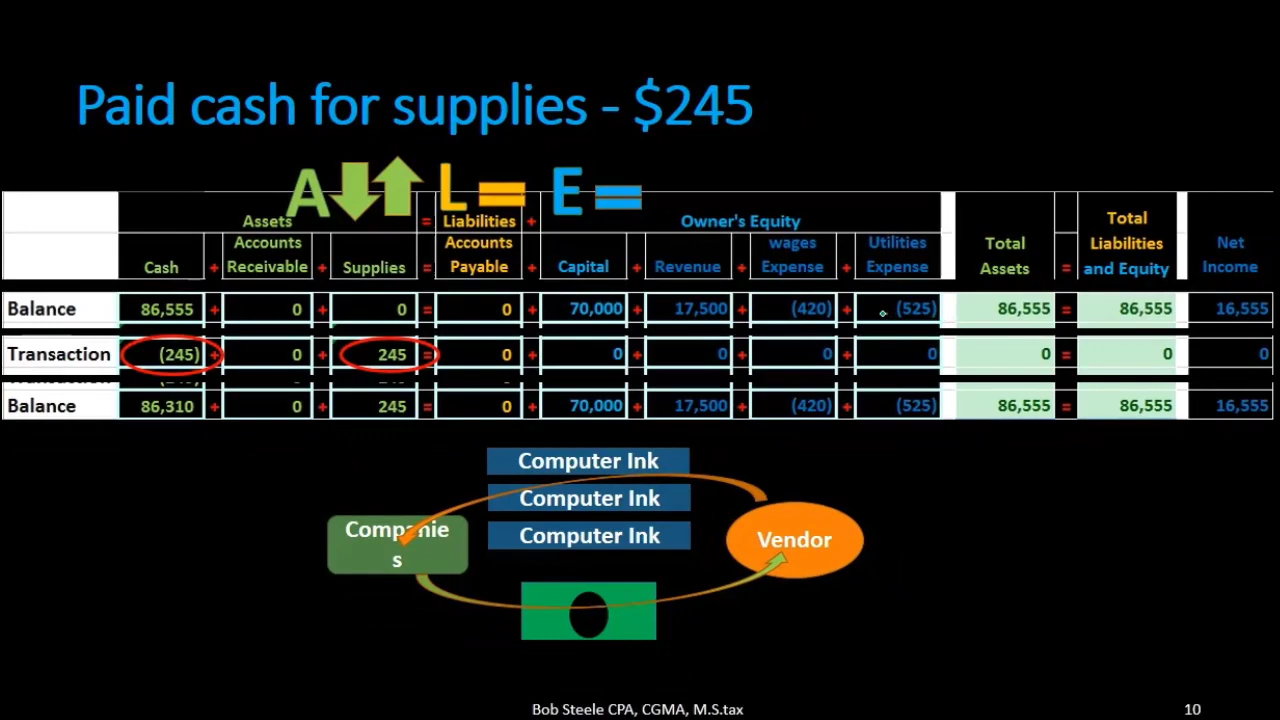 Paid cash for supplies - $245
A L = E =
Assets = Liabilities + Owner's Equity Total
Accounts Accounts wages Utilities Total Liabilities Net
Cash + Receivable + Supplies = Payable + Capital + Revenue + Expense + Expense Assets = and Equity Income
Balance 86,555 + 0 + 0 = 0 + 70,000 + 17,500 + (420) + (525) 86,555 = 86,555 16,555
Transaction (245) + 0 + 245 = 0 + 0 + 0 + 0 + 0 0 = 0 0
Balance 86,310 + 0 + 245 = 0 + 70,000 + 17,500 + (420) + (525) 86,555 = 86,555 16,555
Computer Ink
Computer Ink
Computer Ink
Companie
s
Vendor
Bob Steele CPA, CGMA, M.S.tax 10